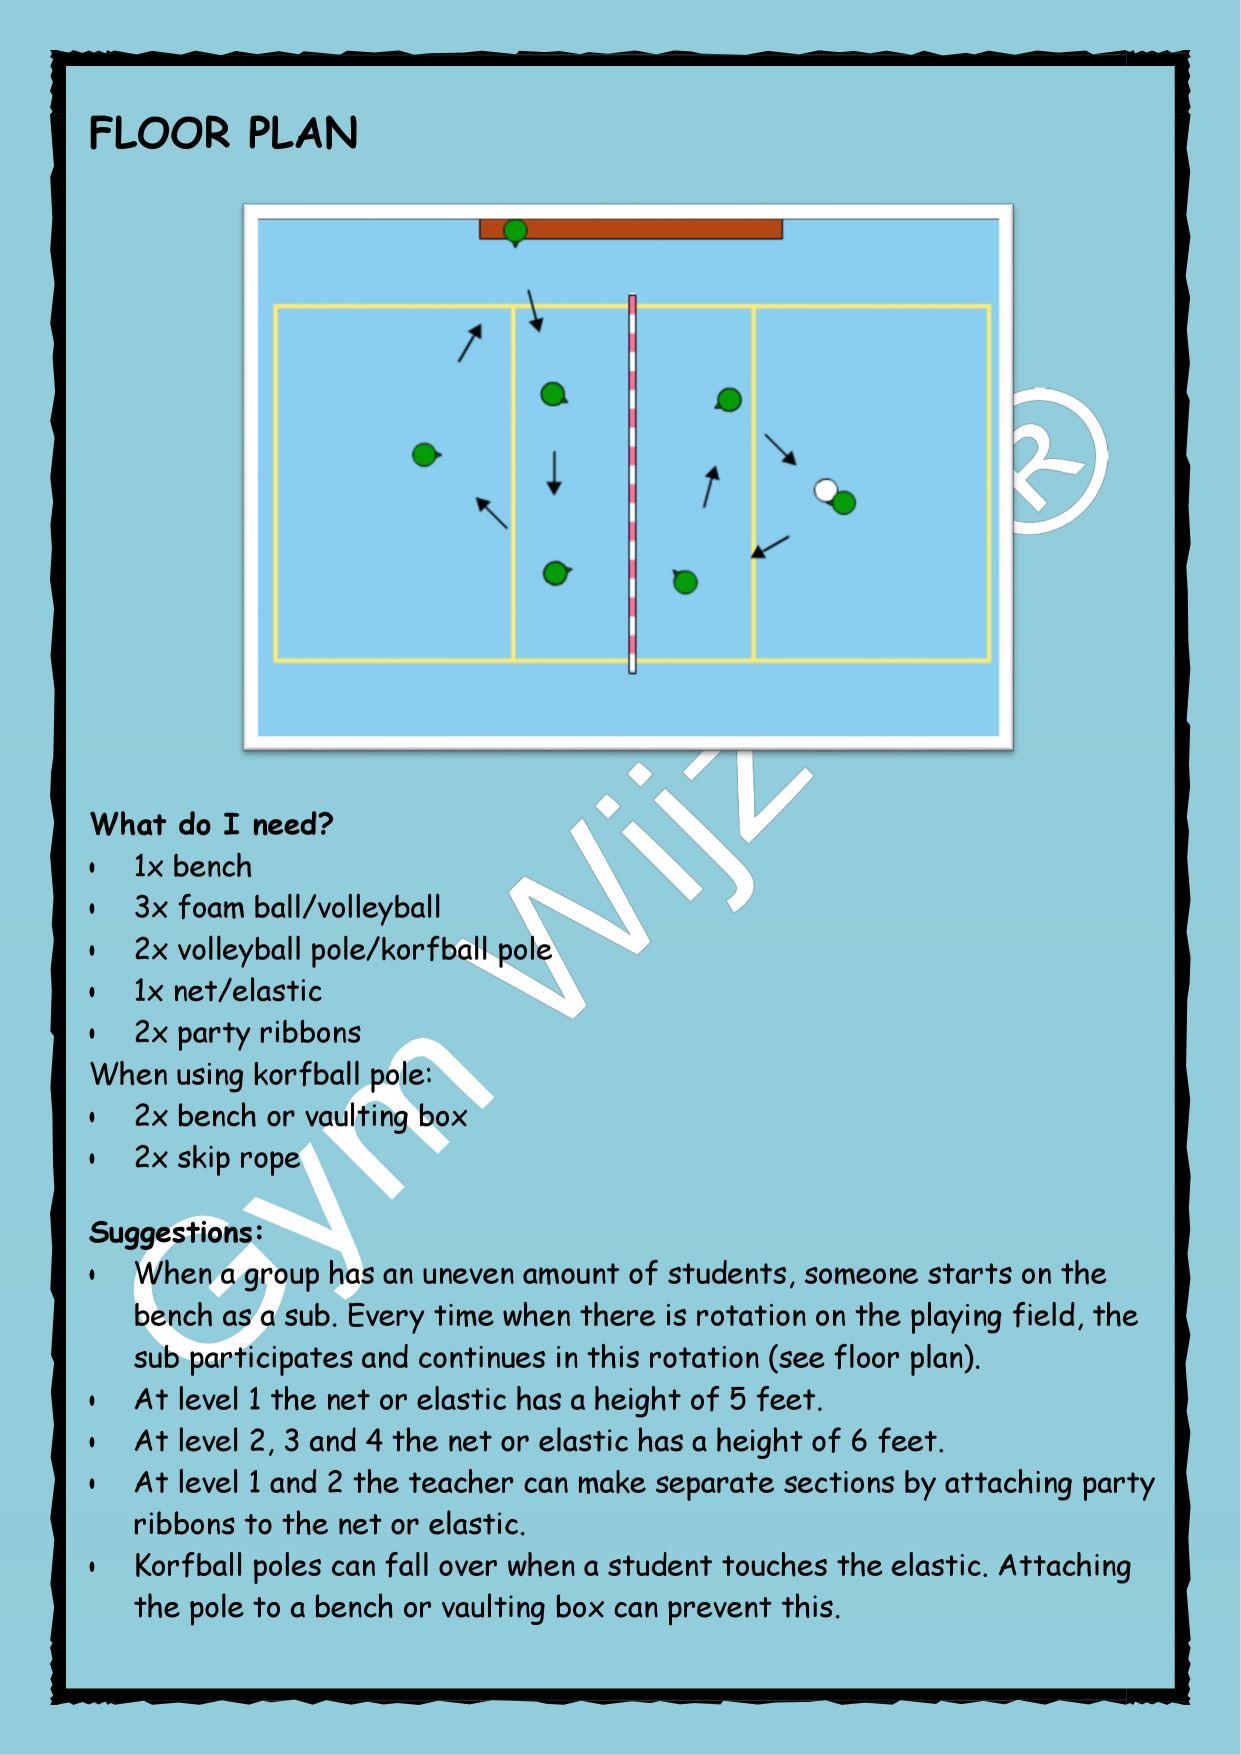 FLOOR PLAN
®
What do I need?
• 1x bench
• 3x foam ball/volleyball
• 2x volleyball pole/korfball pole
• 1x net/elastic
• 2x party ribbons
When using korfball pole:
• 2x bench or vaulting box
• 2x skip rope
Suggestions:
• When a group has an uneven amount of students, someone starts on the
bench as a sub. Every time when there is rotation on the playing field, the
sub participates and continues in this rotation (see floor plan).
• At level 1 the net or elastic has a height of 5 feet.
• At level 2, 3 and 4 the net or elastic has a height of 6 feet.
• At level 1 and 2 the teacher can make separate sections by attaching party
ribbons to the net or elastic.
• Korfball poles can fall over when a student touches the elastic. Attaching
the pole to a bench or vaulting box can prevent this.
Gym